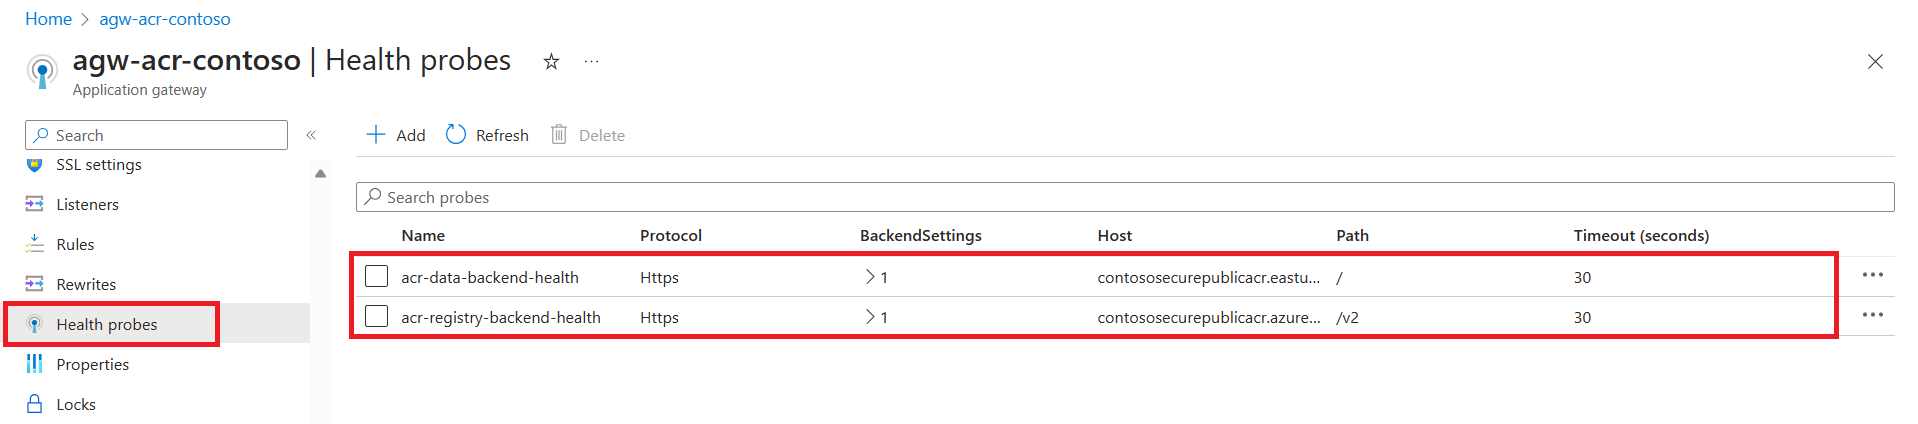 Home > agw-acr-contoso
agw-acr-contoso | Health probes ☆ ...
Application gateway
Search «
SSL settings
Listeners
Rules
Rewrites
Health probes
Properties
Locks
Add Refresh Delete
Search probes
Name Protocol BackendSettings Host Path Timeout (seconds)
acr-data-backend-health Https > 1 contososecurepublicacr.eastu... / 30 ...
acr-registry-backend-health Https > 1 contososecurepublicacr.azure... /v2 30 ...